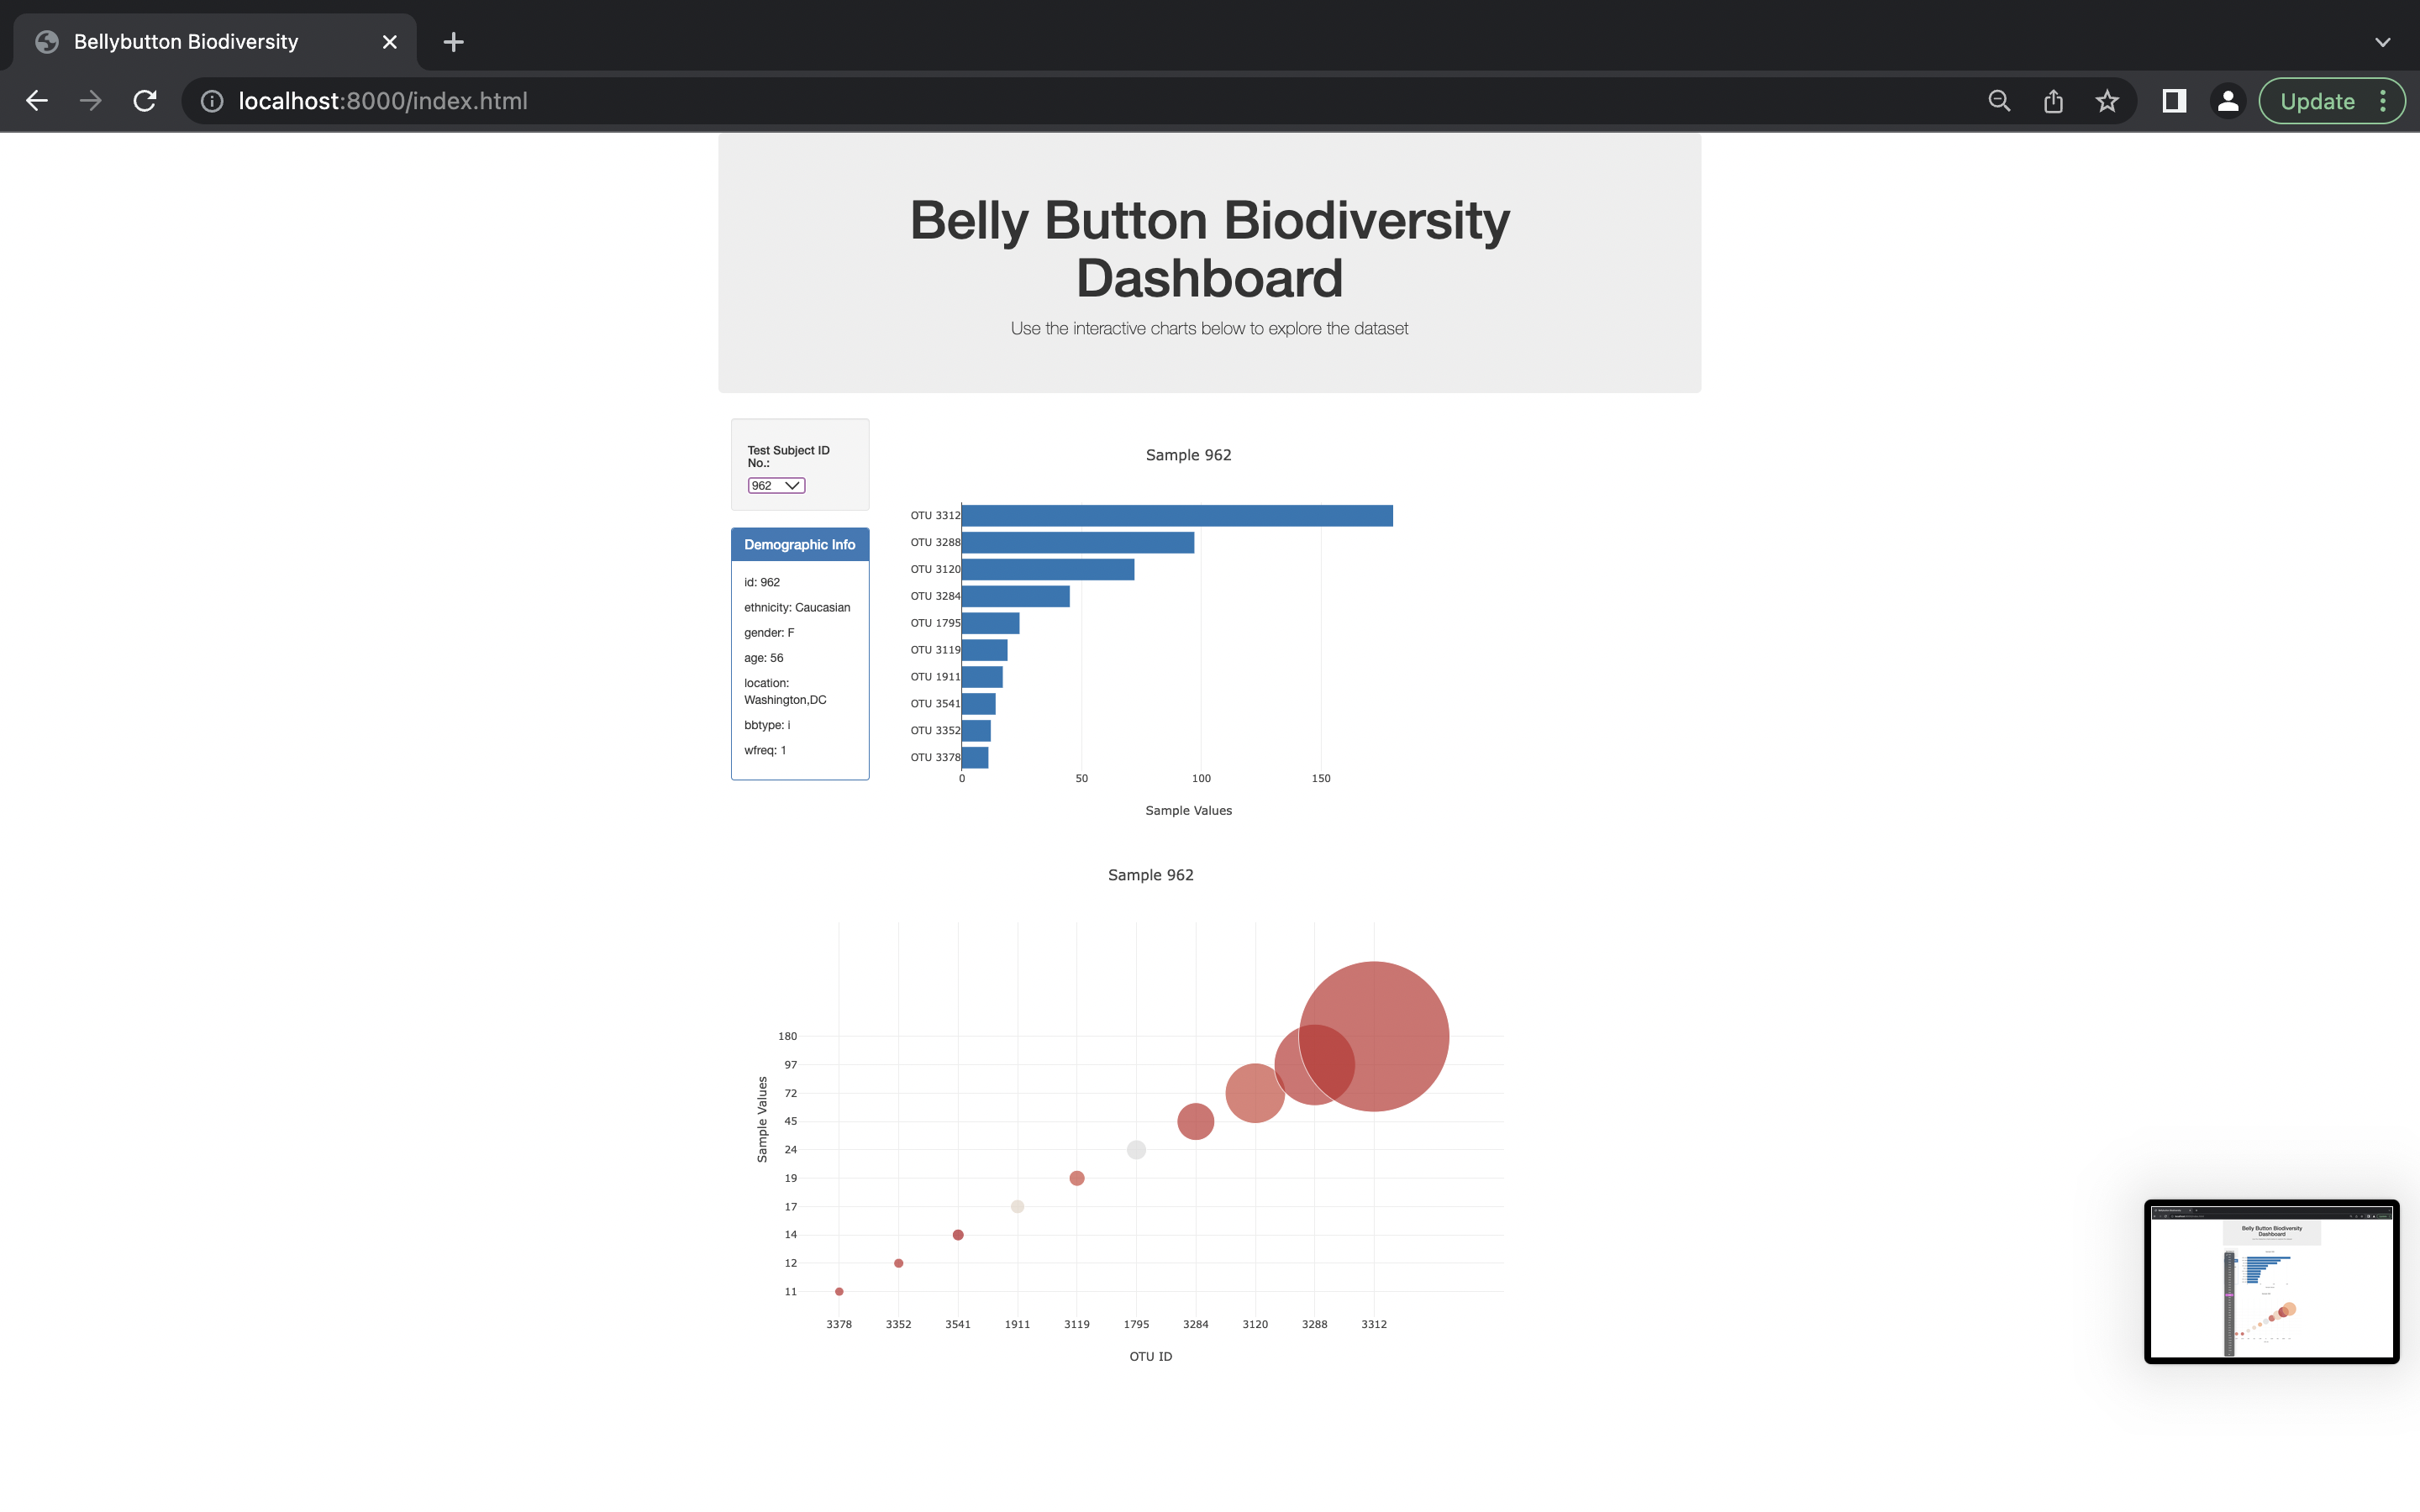 Bellybutton Biodiversity
localhost:8000/index.html
Update
Belly Button Biodiversity
Dashboard
Use the interactive charts below to explore the dataset
Test Subject ID
No.:
962
Demographic Info
id: 962
ethnicity: Caucasian
gender: F
age: 56
location:
Washington,DC
bbtype: i
wfreq: 1
Sample 962
OTU 3312
OTU 3288
OTU 3120
OTU 3284
OTU 1795
OTU 3119
OTU 1911
OTU 3541
OTU 3352
OTU 3378
0 50 100 150
Sample Values
Sample 962
180
97
72
45
24
19
17
14
12
11
Sample Values
3378 3352 3541 1911 3119 1795 3284 3120 3288 3312
OTU ID
Belly Button Biodiversity
Dashboard